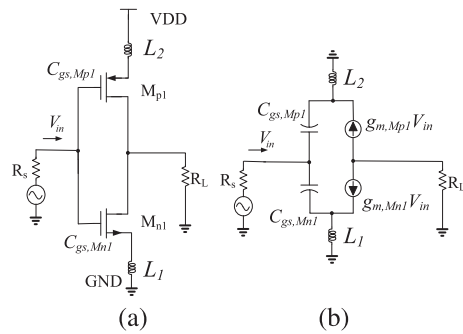 VDD
L2
Cgs,Mp1
Mp1
Vin
Rs
RL
Mn1
Cgs,Mn1
L1
GND
(a)
L2
Cgs,Mp1
gm,Mp1Vin
Vin
Rs
RL
gm,Mn1Vin
Cgs,Mn1
L1
(b)